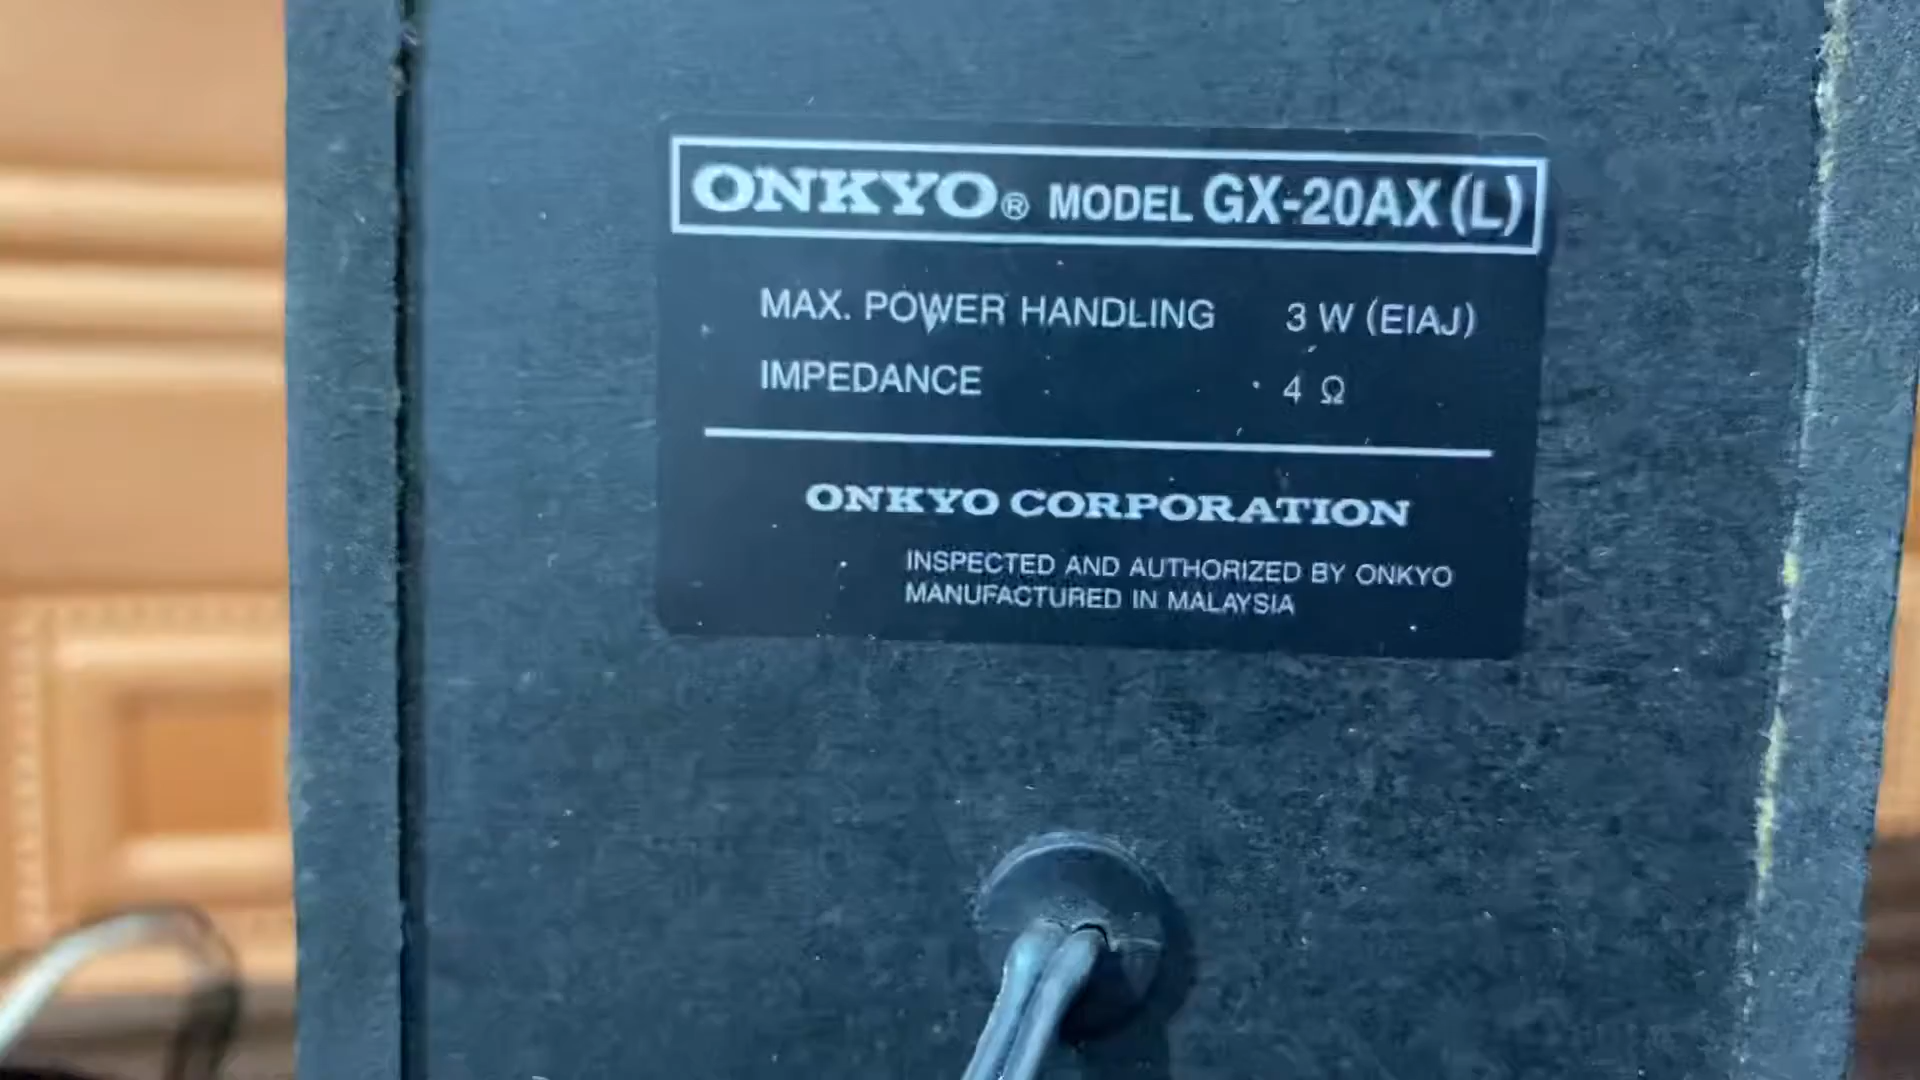 ONKYO® MODEL GX-20AX (L)
MAX. POWER HANDLING 3 W (EIAJ)
IMPEDANCE 4 Ω
ONKYO CORPORATION
INSPECTED AND AUTHORIZED BY ONKYO
MANUFACTURED IN MALAYSIA